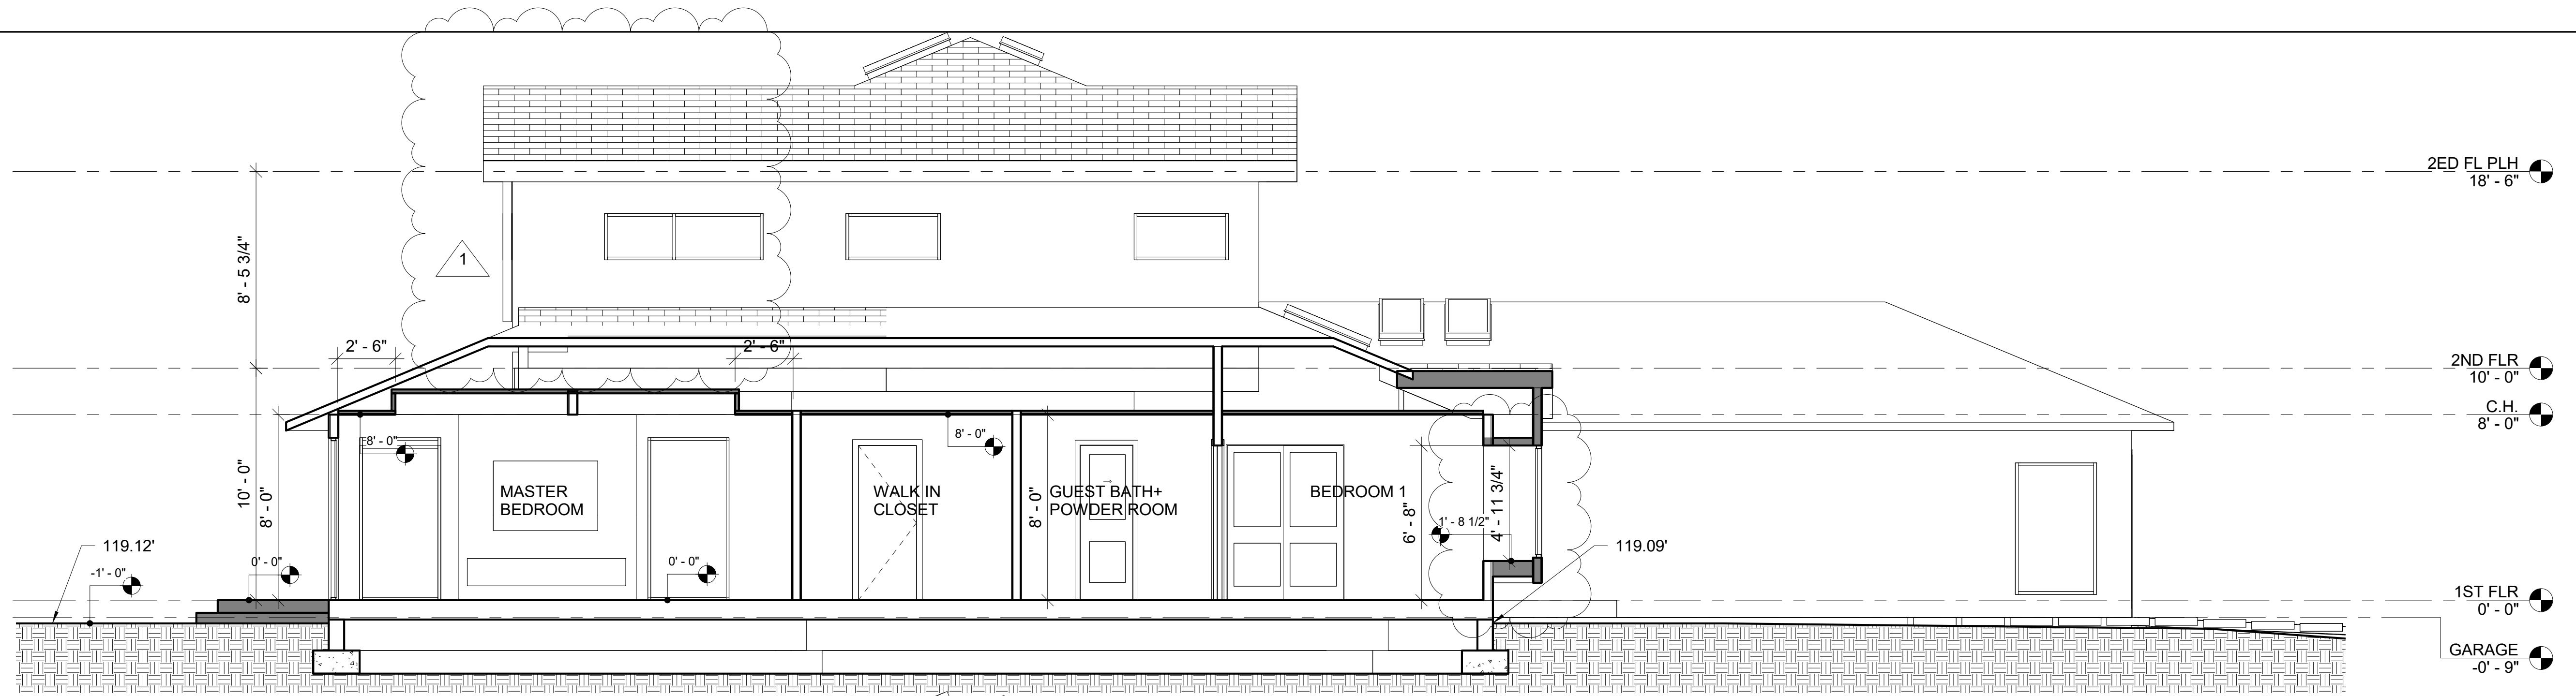 2ED FL PLH
18' - 6"
8' - 5 3/4"
1
2' - 6"
2' - 6"
2ND FLR
10' - 0"
C.H.
8' - 0"
8' - 0"
8' - 0"
10' - 0"
8' - 0"
MASTER
BEDROOM
WALK IN
CLOSET
8' - 0"
GUEST BATH+
POWDER ROOM
BEDROOM 1
6' - 8"
1' - 8 1/2"
4' - 11 3/4"
119.12'
119.09'
-1' - 0"
0' - 0"
0' - 0"
1ST FLR
0' - 0"
GARAGE
-0' - 9"